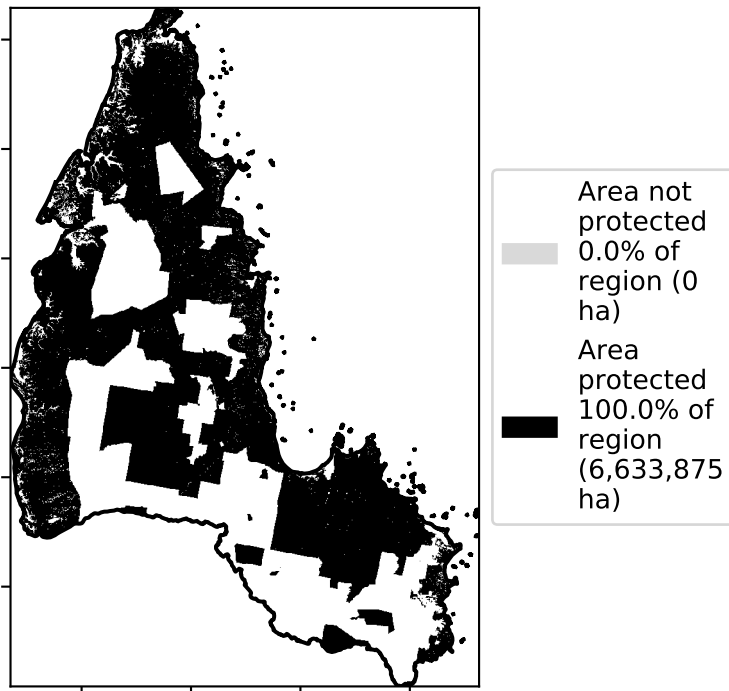 Area not
protected
0.0% of
region (0
ha)
Area
protected
100.0% of
region
(6,633,875
ha)